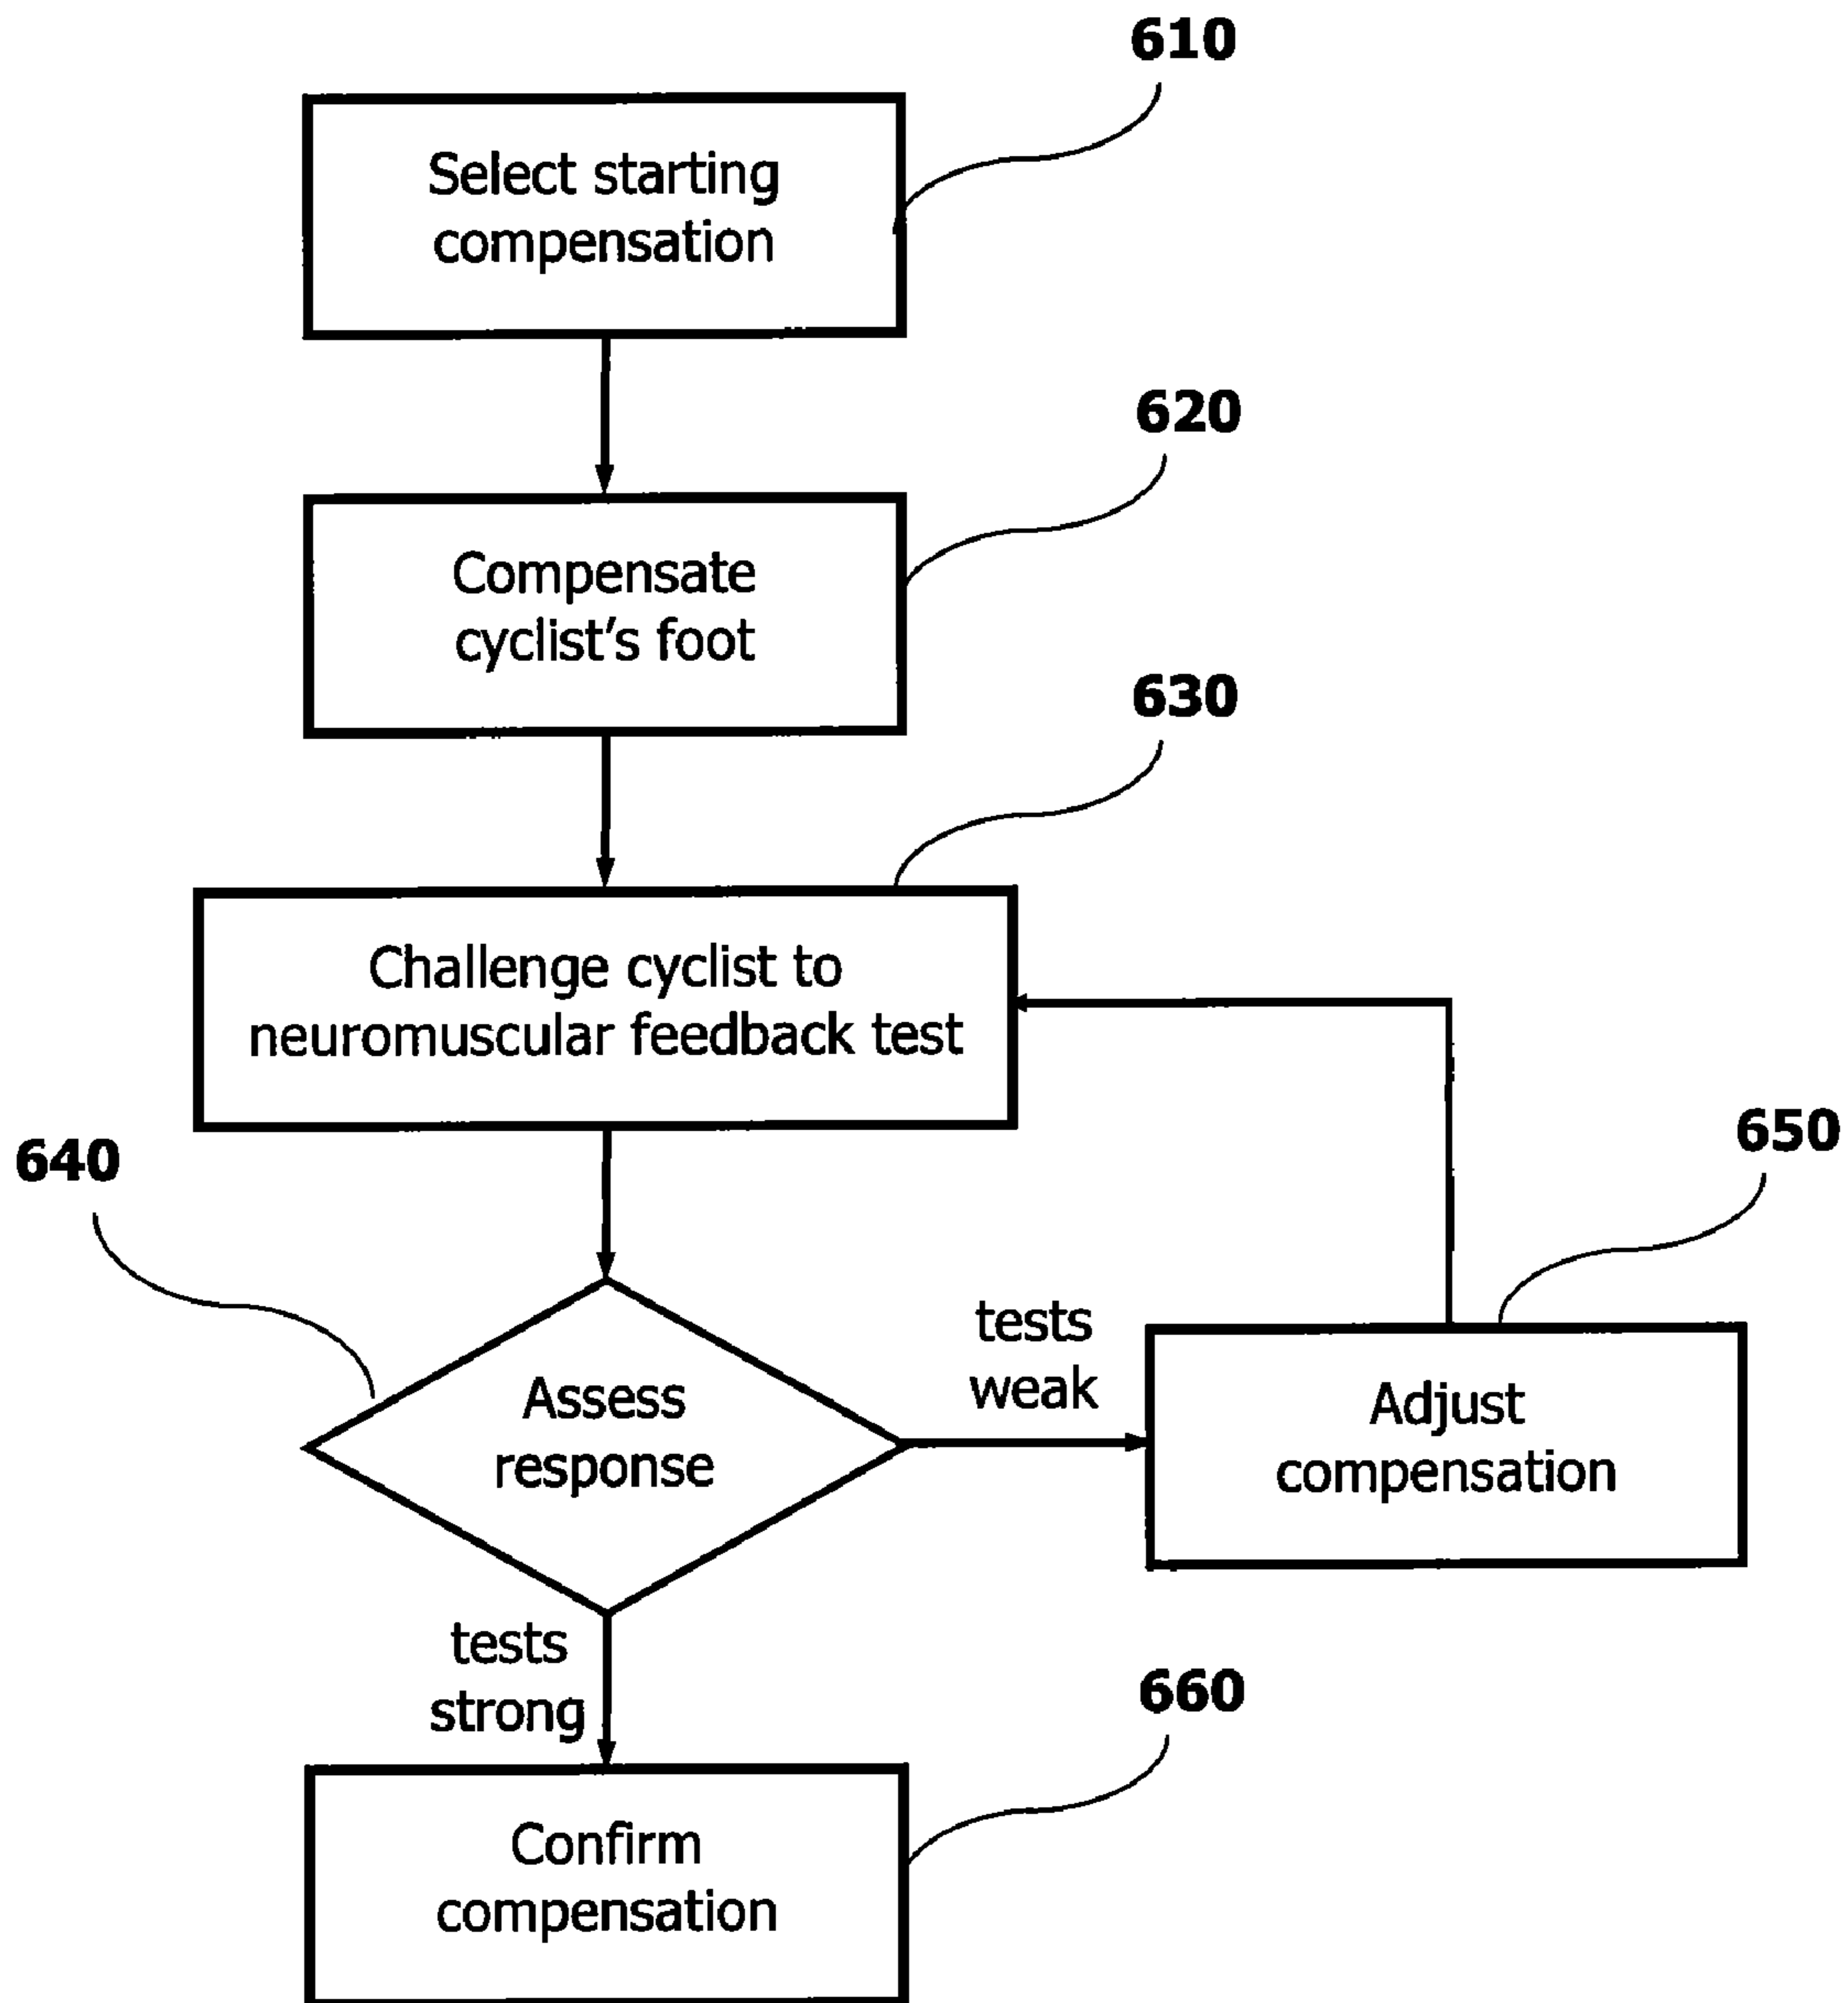 610
Select starting
compensation
620
Compensate
cyclist's foot
630
Challenge cyclist to
neuromuscular feedback test
640
Assess
response
tests
weak
650
Adjust
compensation
tests
strong
660
Confirm
compensation